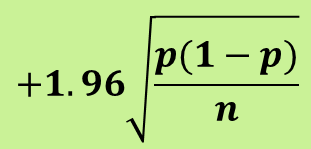 +1.96√(p(1 − p)/n)